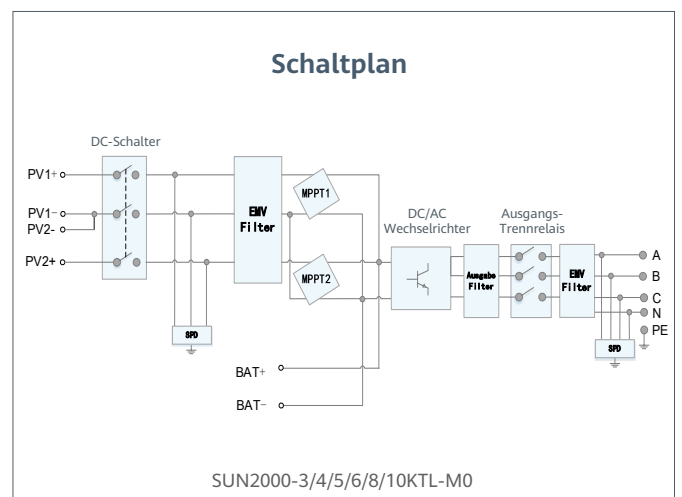 Schaltplan
DC-Schalter
PV1+
PV1-
PV2-
PV2+
EMV
Filter
MPPT1
MPPT2
SPD
BAT+
BAT-
DC/AC
Wechselrichter
Ausgabe
Filter
Ausgangs-
Trennrelais
EMV
Filter
A
B
C
N
PE
SPD
SUN2000-3/4/5/6/8/10KTL-M0